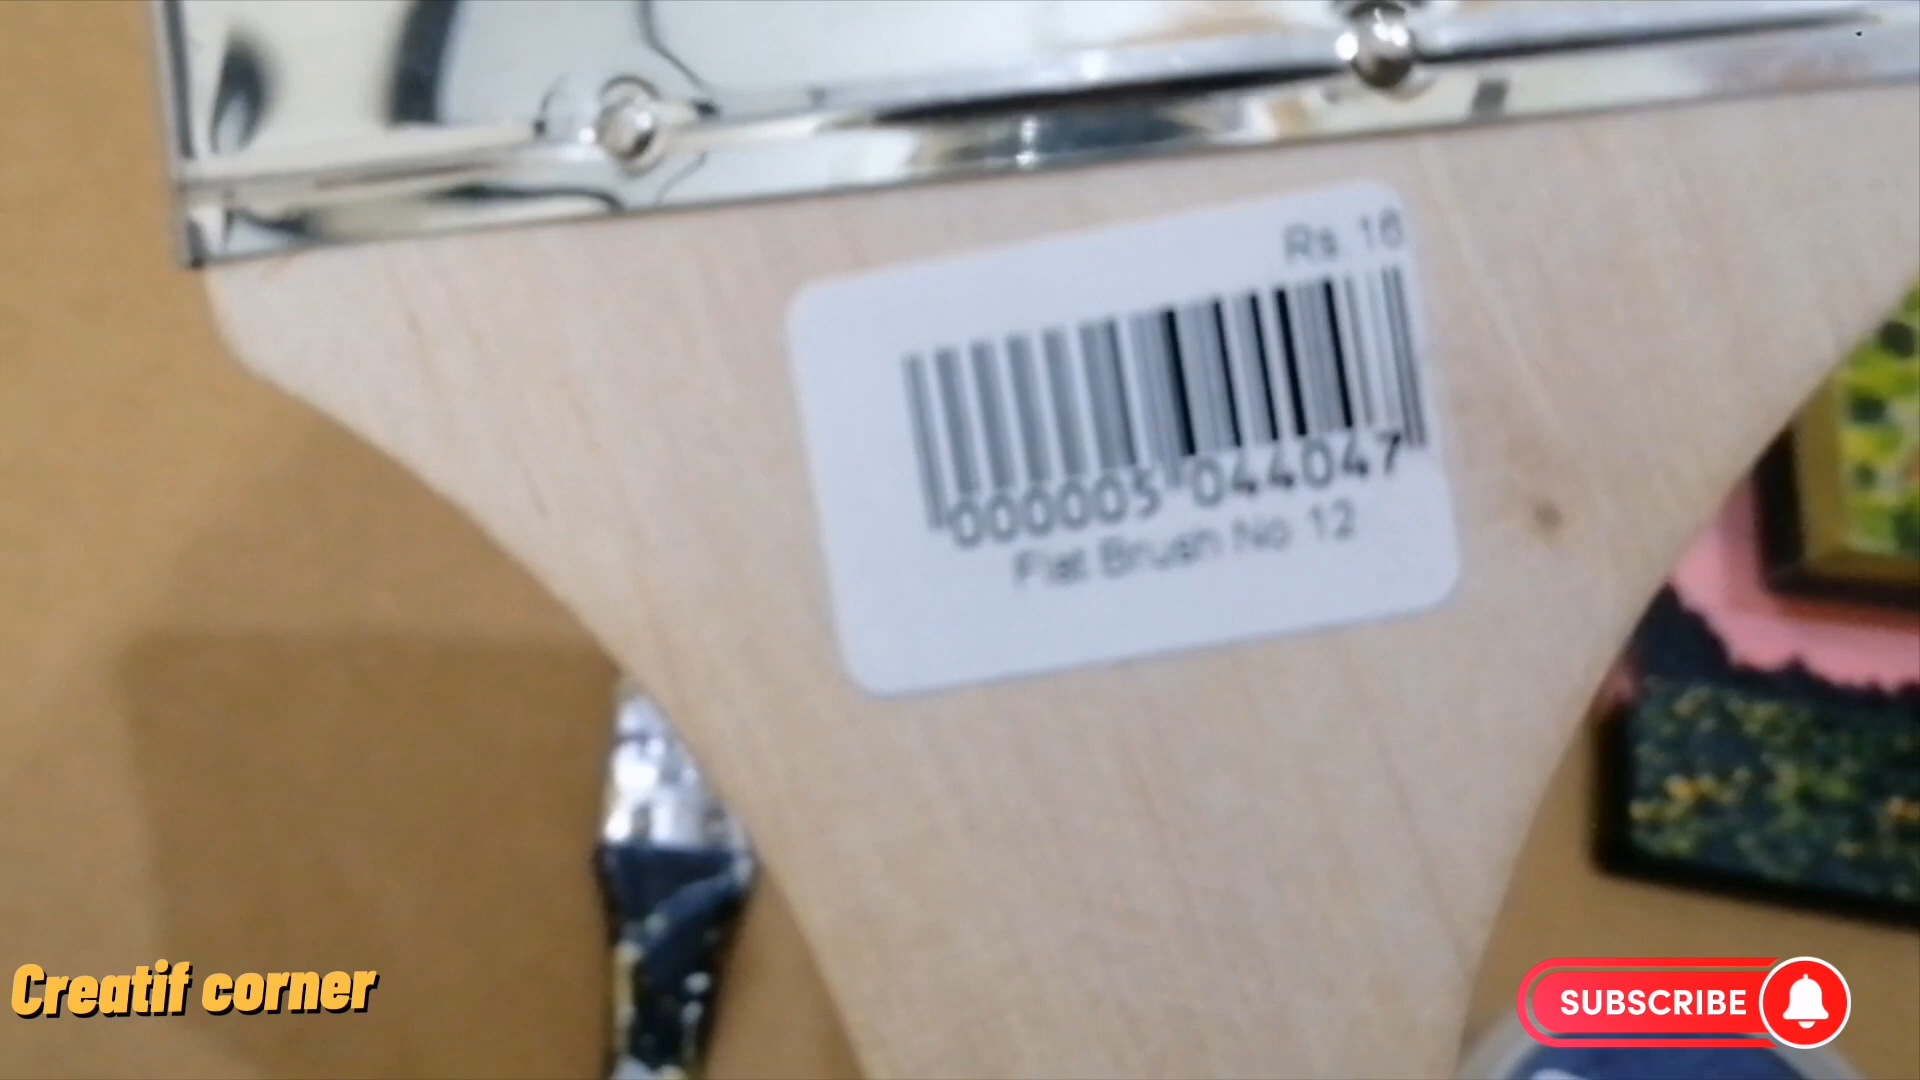 Rs. 16
000005 044047
Flat Brush No 12
Creatif corner
SUBSCRIBE